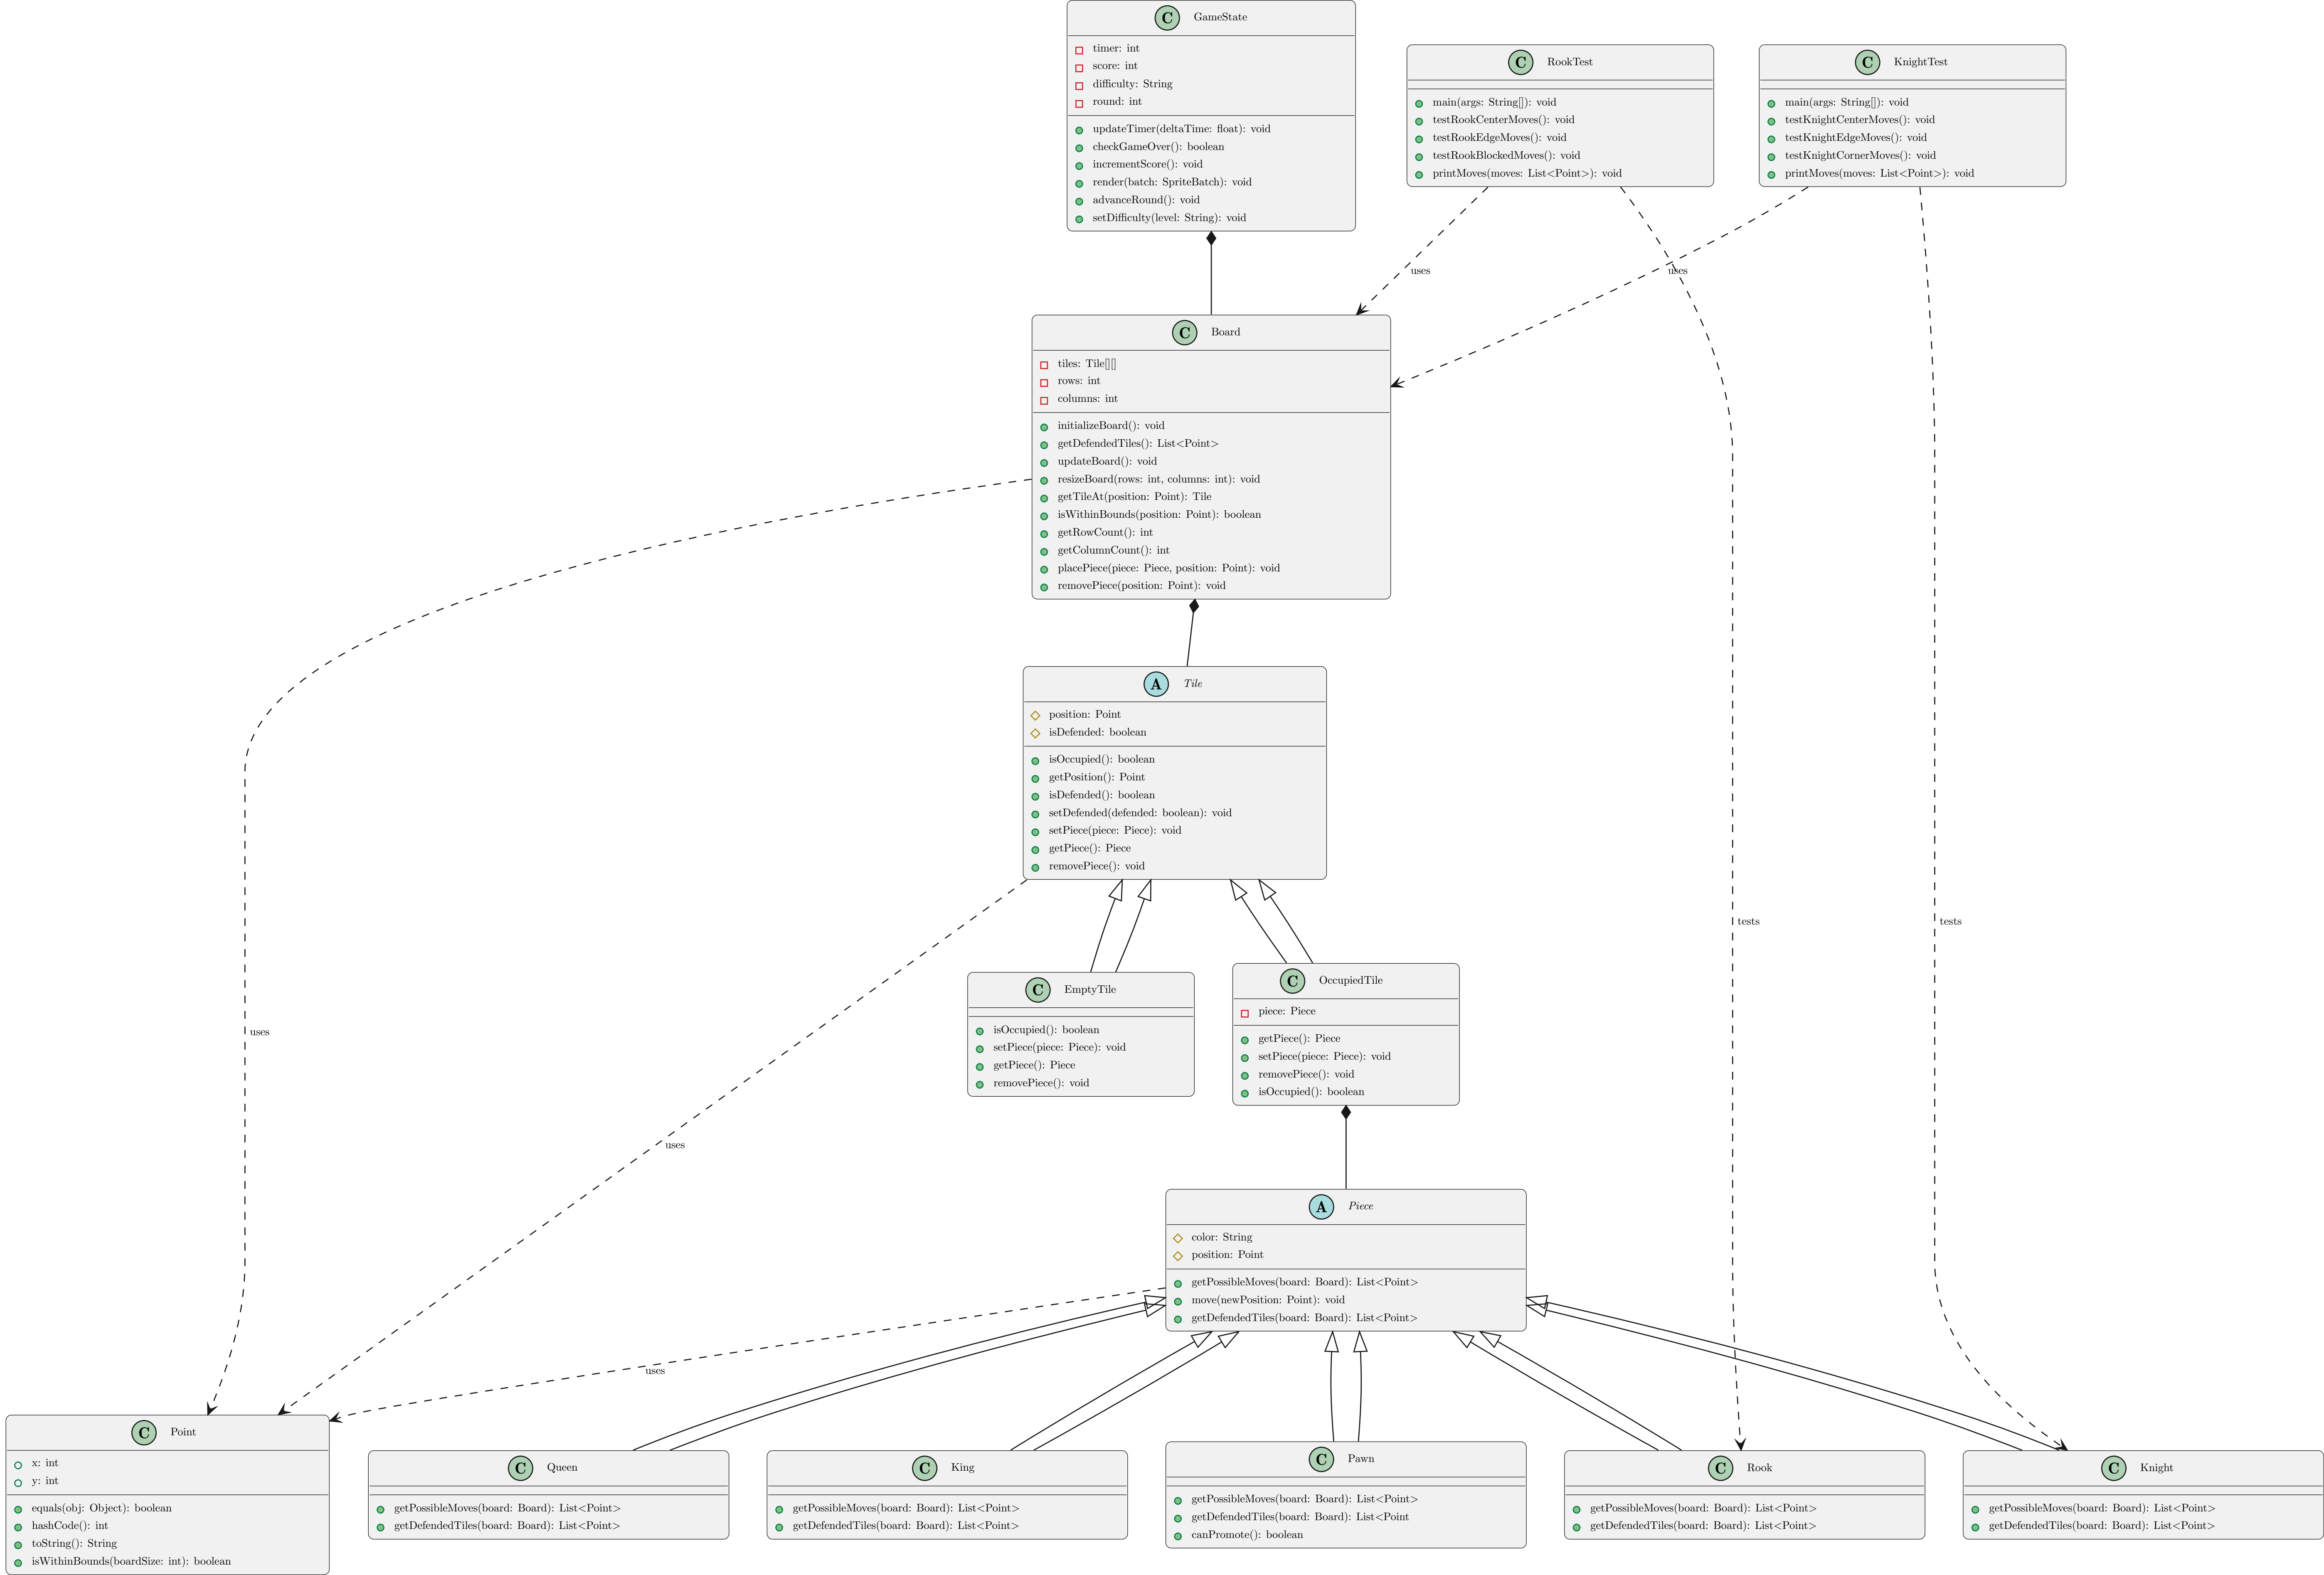 C GameState
timer: int
score: int
difficulty: String
round: int
updateTimer(deltaTime: float): void
checkGameOver(): boolean
incrementScore(): void
render(batch: SpriteBatch): void
advanceRound(): void
setDifficulty(level: String): void
C RookTest
main(args: String[]): void
testRookCenterMoves(): void
testRookEdgeMoves(): void
testRookBlockedMoves(): void
printMoves(moves: List<Point>): void
C KnightTest
main(args: String[]): void
testKnightCenterMoves(): void
testKnightEdgeMoves(): void
testKnightCornerMoves(): void
printMoves(moves: List<Point>): void
uses
uses
C Board
tiles: Tile[][]
rows: int
columns: int
initializeBoard(): void
getDefendedTiles(): List<Point>
updateBoard(): void
resizeBoard(rows: int, columns: int): void
getTileAt(position: Point): Tile
isWithinBounds(position: Point): boolean
getRowCount(): int
getColumnCount(): int
placePiece(piece: Piece, position: Point): void
removePiece(position: Point): void
A Tile
position: Point
isDefended: boolean
isOccupied(): boolean
getPosition(): Point
isDefended(): boolean
setDefended(defended: boolean): void
setPiece(piece: Piece): void
getPiece(): Piece
removePiece(): void
tests
tests
uses
C EmptyTile
isOccupied(): boolean
setPiece(piece: Piece): void
getPiece(): Piece
removePiece(): void
C OccupiedTile
piece: Piece
getPiece(): Piece
setPiece(piece: Piece): void
removePiece(): void
isOccupied(): boolean
uses
A Piece
color: String
position: Point
getPossibleMoves(board: Board): List<Point>
move(newPosition: Point): void
getDefendedTiles(board: Board): List<Point>
uses
C Point
x: int
y: int
equals(obj: Object): boolean
hashCode(): int
toString(): String
isWithinBounds(boardSize: int): boolean
C Queen
getPossibleMoves(board: Board): List<Point>
getDefendedTiles(board: Board): List<Point>
C King
getPossibleMoves(board: Board): List<Point>
getDefendedTiles(board: Board): List<Point>
C Pawn
getPossibleMoves(board: Board): List<Point>
getDefendedTiles(board: Board): List<Point
canPromote(): boolean
C Rook
getPossibleMoves(board: Board): List<Point>
getDefendedTiles(board: Board): List<Point>
C Knight
getPossibleMoves(board: Board): List<Point>
getDefendedTiles(board: Board): List<Point>